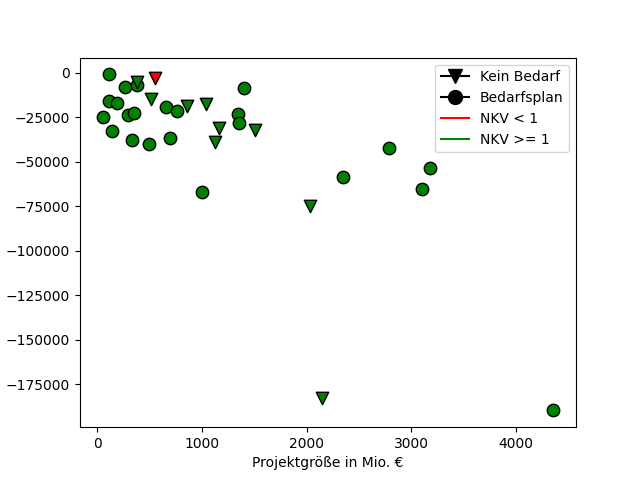 Kein Bedarf
Bedarfsplan
NKV < 1
NKV >= 1
0
−25000
−50000
−75000
−100000
−125000
−150000
−175000
0 1000 2000 3000 4000
Projektgröße in Mio. €